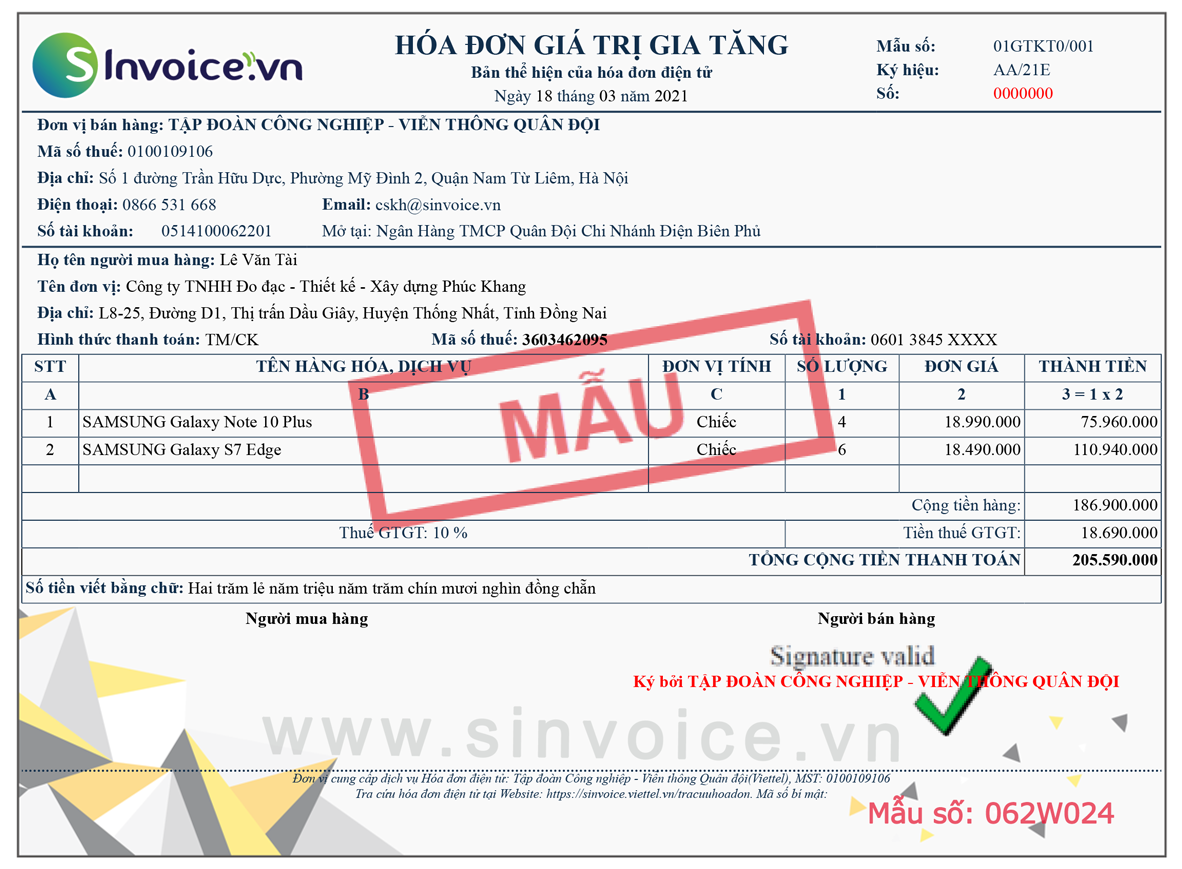 SInvoice.vn
HÓA ĐƠN GIÁ TRỊ GIA TĂNG
Bản thể hiện của hóa đơn điện tử
Ngày 18 tháng 03 năm 2021
Mẫu số: 01GTKT0/001
Ký hiệu: AA/21E
Số: 0000000
Đơn vị bán hàng: TẬP ĐOÀN CÔNG NGHIỆP - VIỄN THÔNG QUÂN ĐỘI
Mã số thuế: 0100109106
Địa chỉ: Số 1 đường Trần Hữu Dực, Phường Mỹ Đình 2, Quận Nam Từ Liêm, Hà Nội
Điện thoại: 0866 531 668 Email: cskh@sinvoice.vn
Số tài khoản: 0514100062201 Mở tại: Ngân Hàng TMCP Quân Đội Chi Nhánh Điện Biên Phủ
Họ tên người mua hàng: Lê Văn Tài
Tên đơn vị: Công ty TNHH Đo đạc - Thiết kế - Xây dựng Phúc Khang
Địa chỉ: L8-25, Đường D1, Thị trấn Dầu Giây, Huyện Thống Nhất, Tỉnh Đồng Nai
Hình thức thanh toán: TM/CK Mã số thuế: 3603462095 Số tài khoản: 0601 3845 XXXX
STT TÊN HÀNG HÓA, DỊCH VỤ ĐƠN VỊ TÍNH SỐ LƯỢNG ĐƠN GIÁ THÀNH TIỀN
A B C 1 2 3 = 1 x 2
1 SAMSUNG Galaxy Note 10 Plus Chiếc 4 18.990.000 75.960.000
2 SAMSUNG Galaxy S7 Edge Chiếc 6 18.490.000 110.940.000
MẪU
Cộng tiền hàng: 186.900.000
Thuế GTGT: 10 % Tiền thuế GTGT: 18.690.000
TỔNG CỘNG TIỀN THANH TOÁN 205.590.000
Số tiền viết bằng chữ: Hai trăm lẻ năm triệu năm trăm chín mươi nghìn đồng chẵn
Người mua hàng Người bán hàng
Signature valid
Ký bởi TẬP ĐOÀN CÔNG NGHIỆP - VIỄN THÔNG QUÂN ĐỘI
www.sinvoice.vn
Đơn vị cung cấp dịch vụ Hóa đơn điện tử: Tập đoàn Công nghiệp - Viễn thông Quân đội(Viettel), MST: 0100109106
Tra cứu hóa đơn điện tử tại Website: https://sinvoice.viettel.vn/tracuuhoadon. Mã số bí mật:
Mẫu số: 062W024